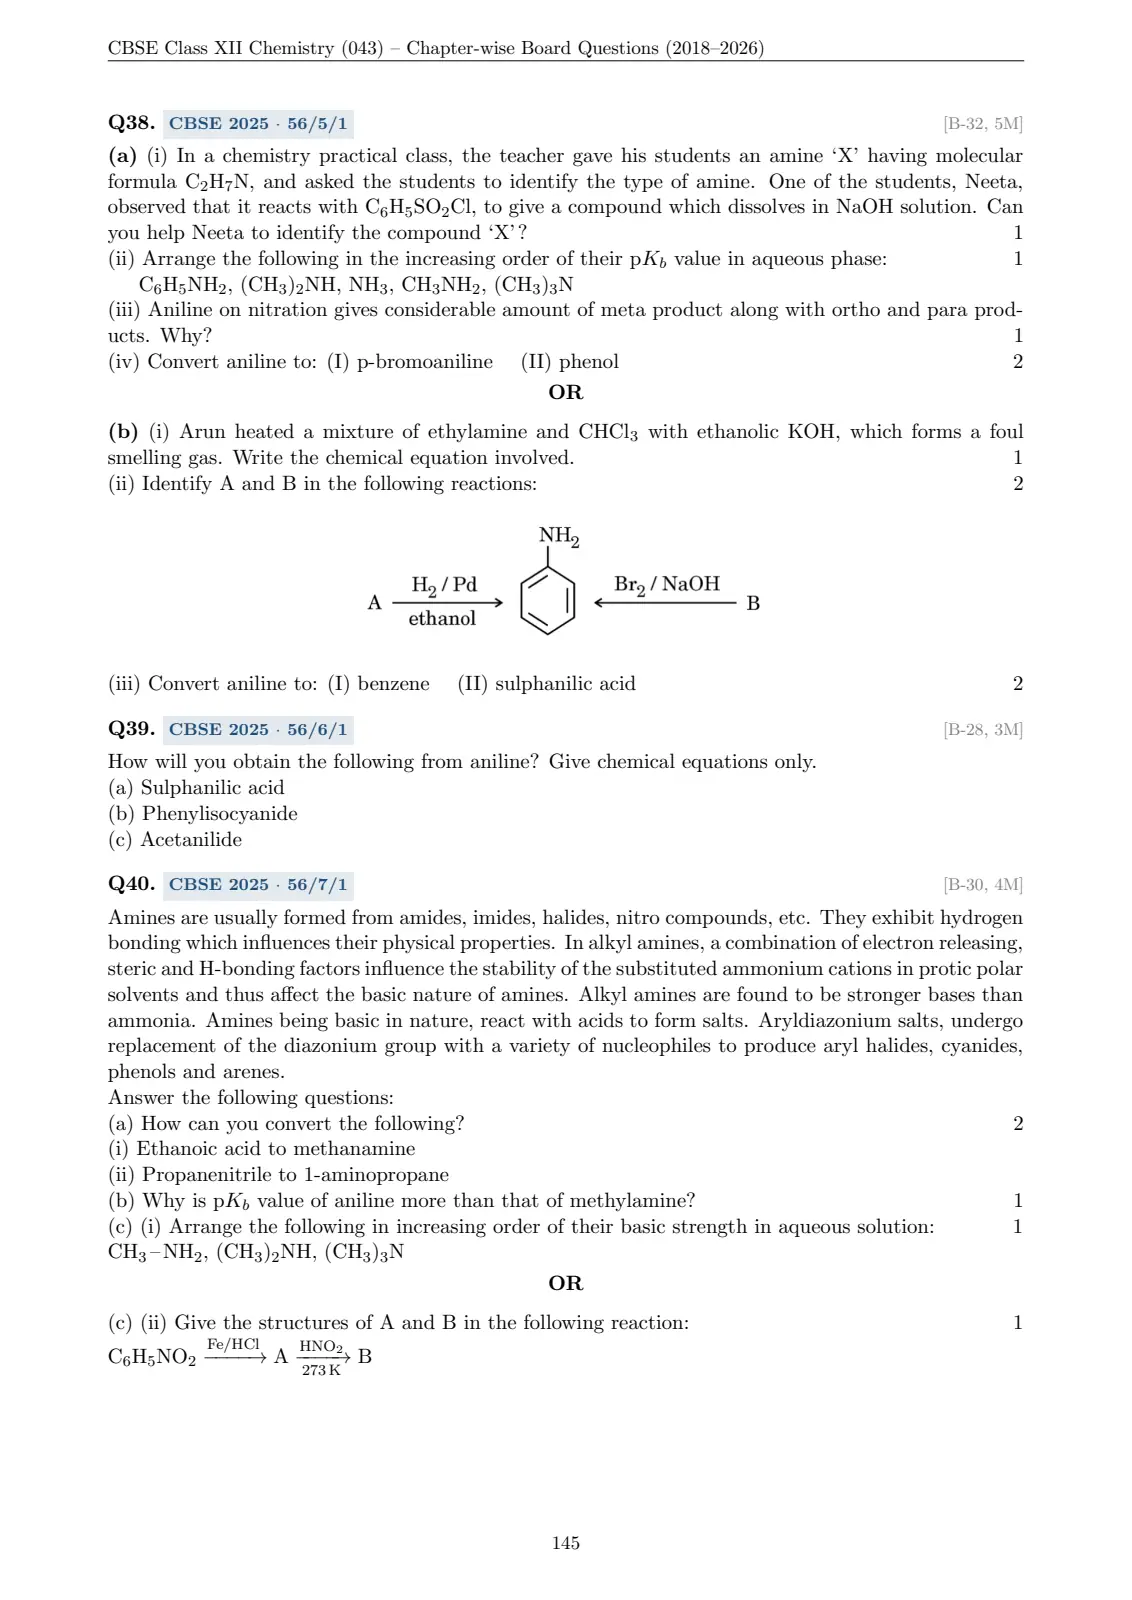 CBSE Class XII Chemistry (043) – Chapter-wise Board Questions (2018–2026)
Q38. CBSE 2025 · 56/5/1 [B-32, 5M]
(a) (i) In a chemistry practical class, the teacher gave his students an amine ‘X’ having molecular
formula C₂H₇N, and asked the students to identify the type of amine. One of the students, Neeta,
observed that it reacts with C₆H₅SO₂Cl, to give a compound which dissolves in NaOH solution. Can
you help Neeta to identify the compound ‘X’? 1
(ii) Arrange the following in the increasing order of their pK_b value in aqueous phase: 1
C₆H₅NH₂, (CH₃)₂NH, NH₃, CH₃NH₂, (CH₃)₃N
(iii) Aniline on nitration gives considerable amount of meta product along with ortho and para prod-
ucts. Why? 1
(iv) Convert aniline to: (I) p-bromoaniline (II) phenol 2
OR
(b) (i) Arun heated a mixture of ethylamine and CHCl₃ with ethanolic KOH, which forms a foul
smelling gas. Write the chemical equation involved. 1
(ii) Identify A and B in the following reactions: 2
NH₂
A H₂ / Pd ethanol Br₂ / NaOH B
(iii) Convert aniline to: (I) benzene (II) sulphanilic acid 2
Q39. CBSE 2025 · 56/6/1 [B-28, 3M]
How will you obtain the following from aniline? Give chemical equations only.
(a) Sulphanilic acid
(b) Phenylisocyanide
(c) Acetanilide
Q40. CBSE 2025 · 56/7/1 [B-30, 4M]
Amines are usually formed from amides, imides, halides, nitro compounds, etc. They exhibit hydrogen
bonding which influences their physical properties. In alkyl amines, a combination of electron releasing,
steric and H-bonding factors influence the stability of the substituted ammonium cations in protic polar
solvents and thus affect the basic nature of amines. Alkyl amines are found to be stronger bases than
ammonia. Amines being basic in nature, react with acids to form salts. Aryldiazonium salts, undergo
replacement of the diazonium group with a variety of nucleophiles to produce aryl halides, cyanides,
phenols and arenes.
Answer the following questions:
(a) How can you convert the following? 2
(i) Ethanoic acid to methanamine
(ii) Propanenitrile to 1-aminopropane
(b) Why is pK_b value of aniline more than that of methylamine? 1
(c) (i) Arrange the following in increasing order of their basic strength in aqueous solution: 1
CH₃–NH₂, (CH₃)₂NH, (CH₃)₃N
OR
(c) (ii) Give the structures of A and B in the following reaction: 1
C₆H₅NO₂ Fe/HCl → A HNO₂ 273 K → B
145